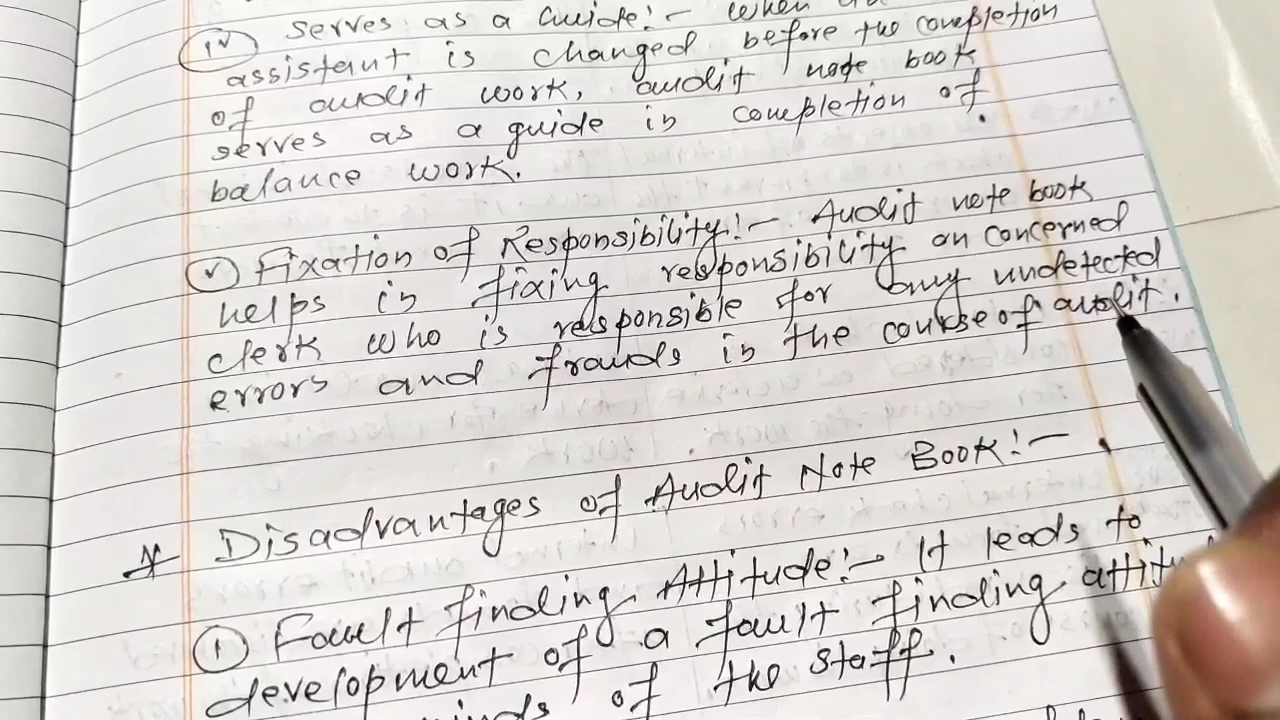 (iv) Serves as a Guide:- When
assistant is changed before the completion
of audit work, audit note book
serves as a guide in completion of
balance work.
(v) Fixation of Responsibility:- Audit note book
helps in fixing responsibility on concerned
clerk who is responsible for any undetected
errors and frauds in the course of audit.
Disadvantages of Audit Note Book:-
(i) Fault finding Attitude:- It leads to
development of a fault finding
of the staff.